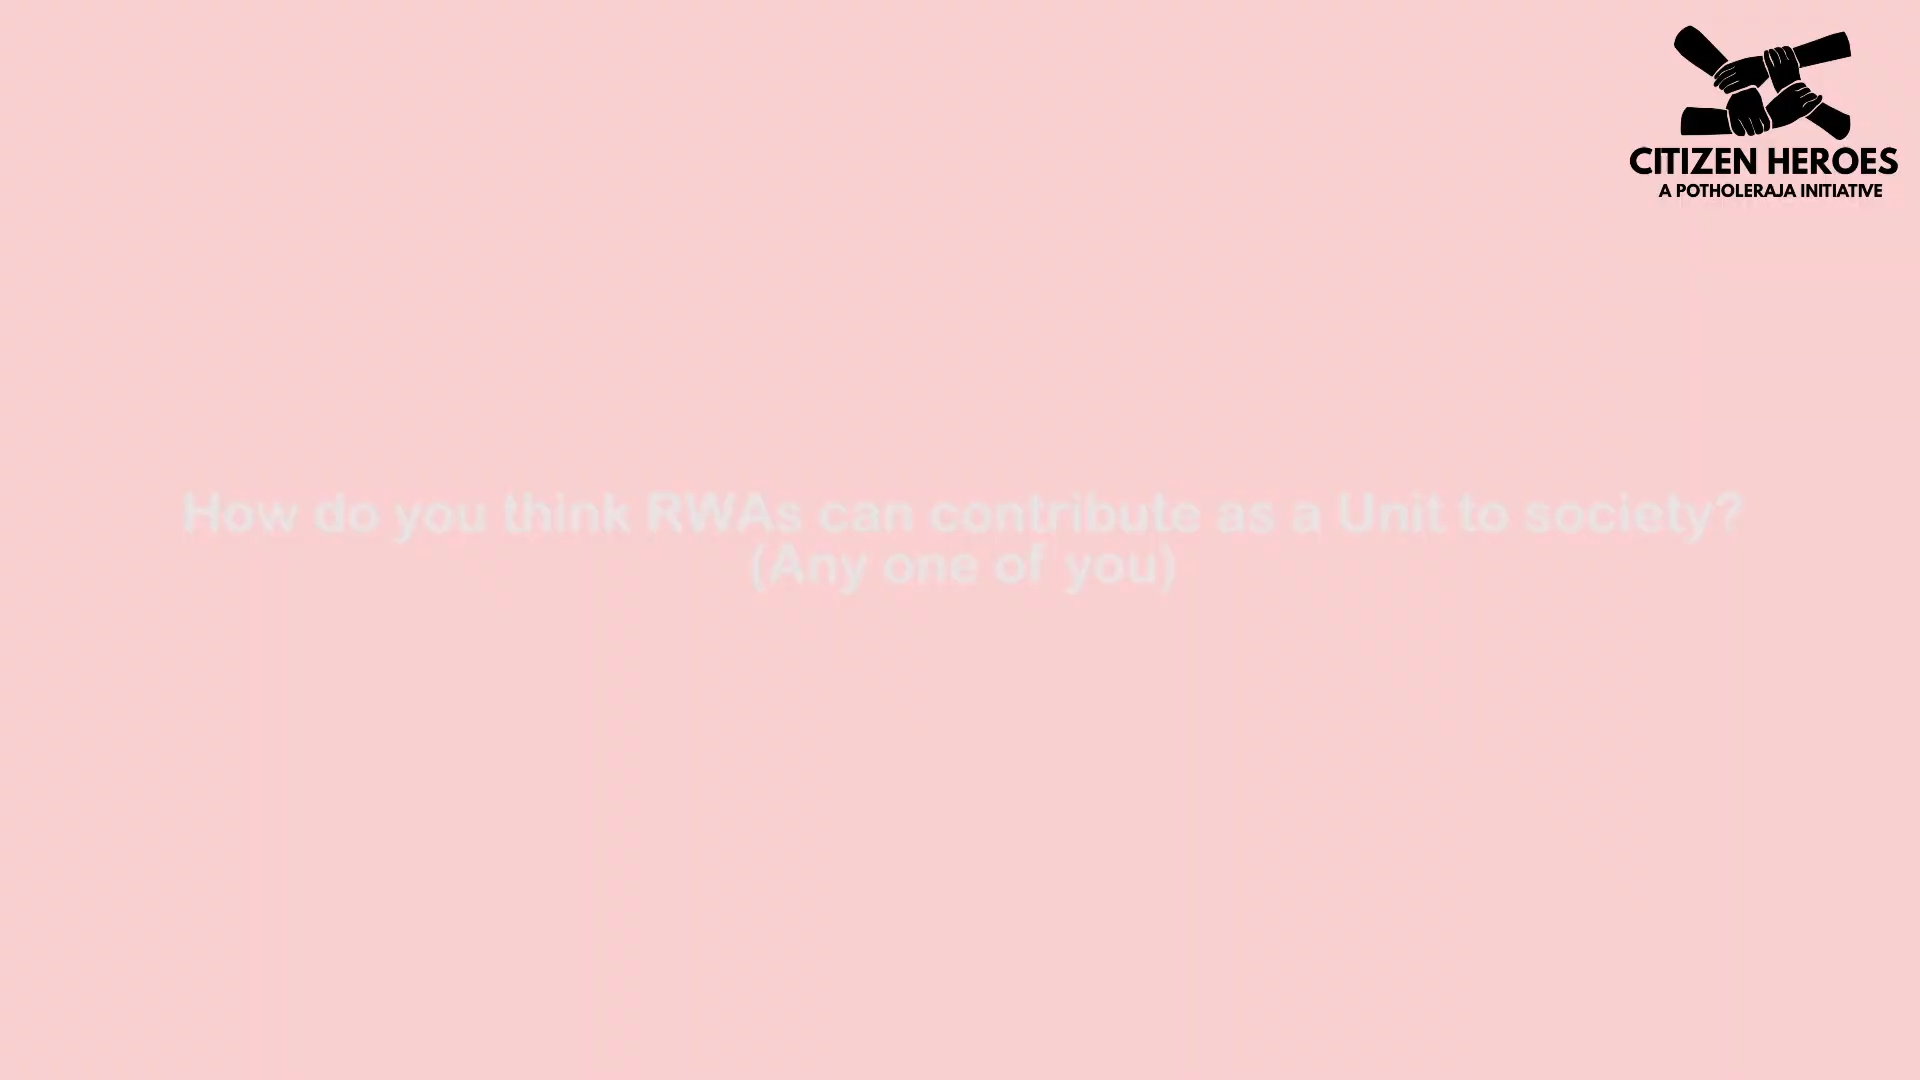 CITIZEN HEROES
A POTHOLERAJA INITIATIVE
How do you think RWAs can contribute as a Unit to society?
(Any one of you)